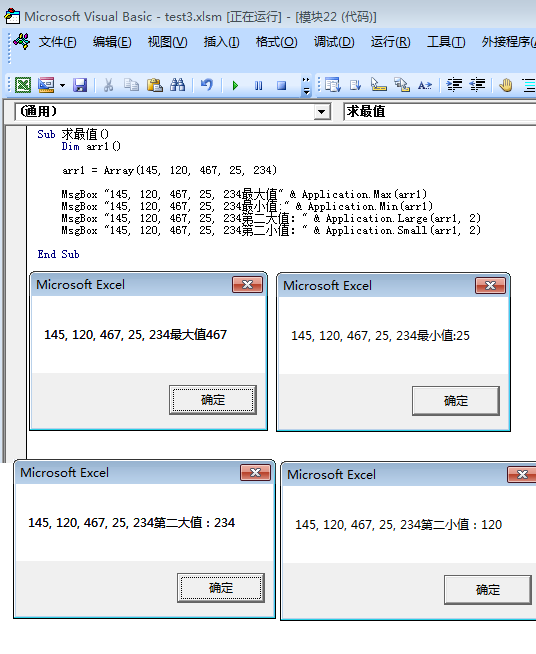 Microsoft Visual Basic - test3.xlsm [正在运行] - [模块22 (代码)]
文件(F) 编辑(E) 视图(V) 插入(I) 格式(O) 调试(D) 运行(R) 工具(T) 外接程序(A
(通用) 求最值
Sub 求最值()
Dim arr1()
arr1 = Array(145, 120, 467, 25, 234)
MsgBox "145, 120, 467, 25, 234最大值" & Application.Max(arr1)
MsgBox "145, 120, 467, 25, 234最小值:" & Application.Min(arr1)
MsgBox "145, 120, 467, 25, 234第二大值：" & Application.Large(arr1, 2)
MsgBox "145, 120, 467, 25, 234第二小值：" & Application.Small(arr1, 2)
End Sub
Microsoft Excel
145, 120, 467, 25, 234最大值467
确定
Microsoft Excel
145, 120, 467, 25, 234最小值:25
确定
Microsoft Excel
145, 120, 467, 25, 234第二大值：234
确定
Microsoft Excel
145, 120, 467, 25, 234第二小值：120
确定